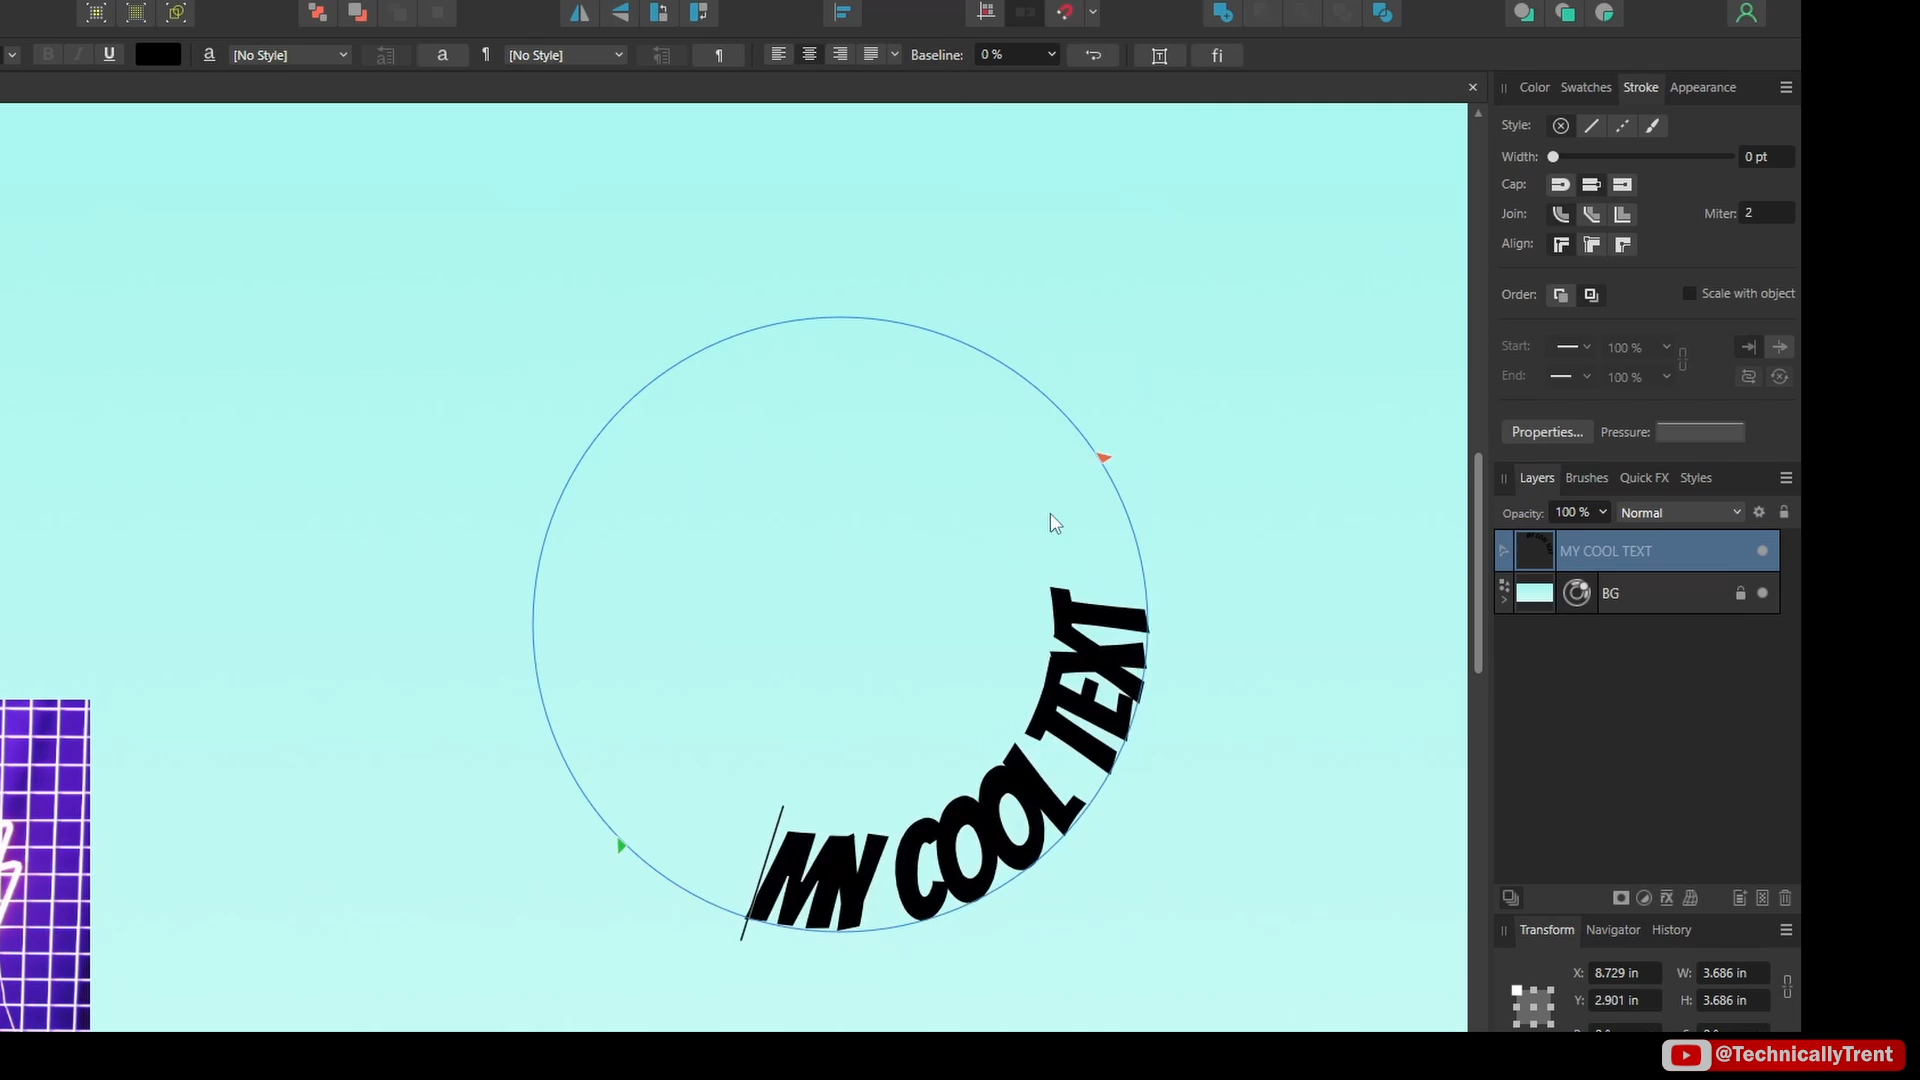 B I U a [No Style] a ¶ [No Style] ¶ Baseline: 0 % fi
Color Swatches Stroke Appearance
Style:
Width: 0 pt
Cap:
Join: Miter: 2
Align:
Order: Scale with object
Start: 100 %
End: 100 %
Properties... Pressure:
Layers Brushes Quick FX Styles
Opacity: 100 % Normal
MY COOL TEXT
BG
MY COOL TEXT
Transform Navigator History
X: 8.729 in W: 3.686 in
Y: 2.901 in H: 3.686 in
@TechnicallyTrent